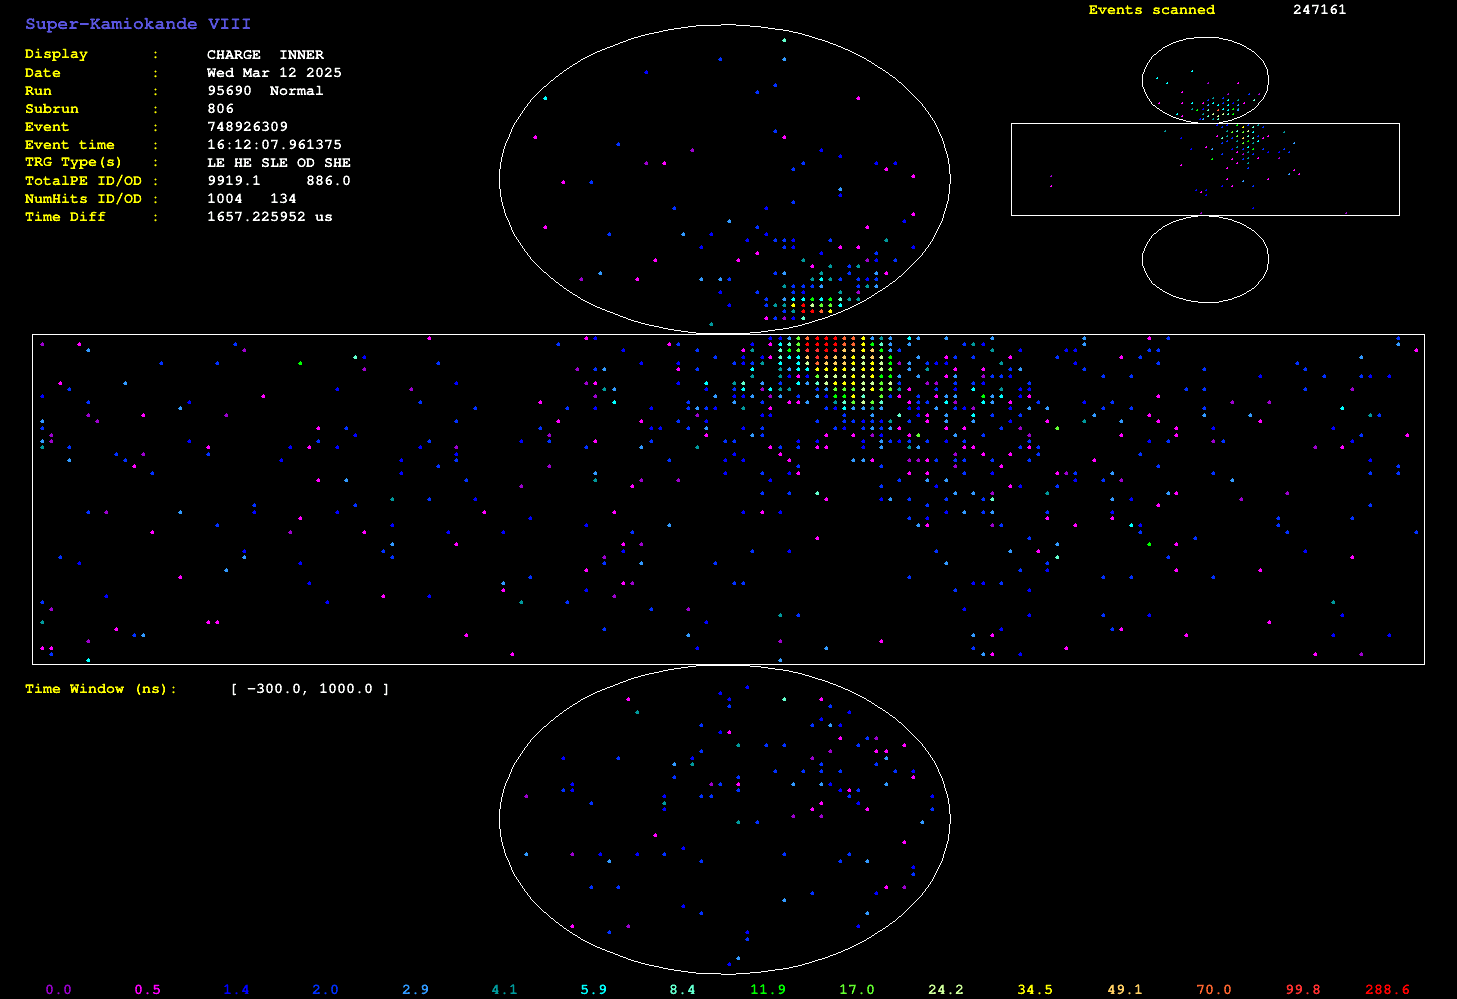 Super-Kamiokande VIII
Events scanned 247161
Display : CHARGE INNER
Date : Wed Mar 12 2025
Run : 95690 Normal
Subrun : 806
Event : 748926309
Event time : 16:12:07.961375
TRG Type(s) : LE HE SLE OD SHE
TotalPE ID/OD : 9919.1 886.0
NumHits ID/OD : 1004 134
Time Diff : 1657.225952 us
Time Window (ns): [ -300.0, 1000.0 ]
0.0 0.5 1.4 2.0 2.9 4.1 5.9 8.4 11.9 17.0 24.2 34.5 49.1 70.0 99.8 288.6